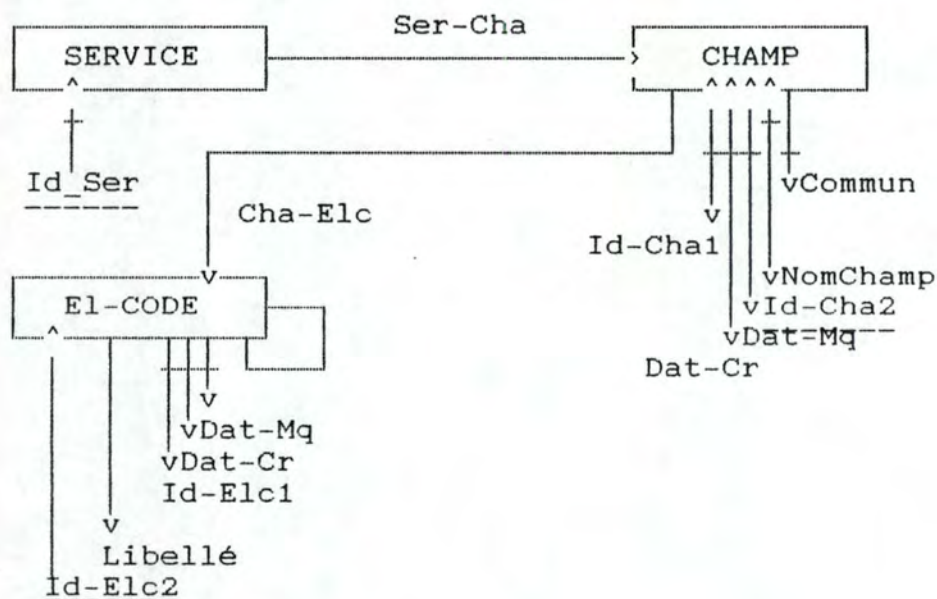 Ser-Cha
SERVICE
CHAMP
Id_Ser
vCommun
Cha-Elc
Id-Cha1
vNomChamp
El-CODE
vId-Cha2
vDat-Mq
Dat-Cr
vDat-Mq
vDat-Cr
Id-Elc1
Libellé
Id-Elc2